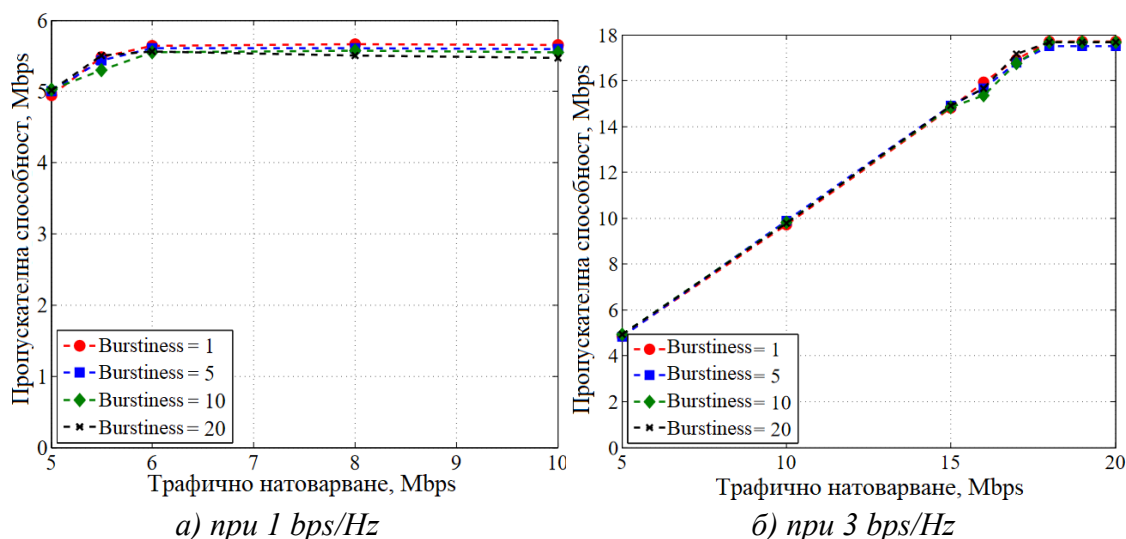 Пропускателна способност, Mbps
6
5
4
3
2
1
0
Burstiness = 1
Burstiness = 5
Burstiness = 10
Burstiness = 20
5 6 7 8 9 10
Трафично натоварване, Mbps
а) при 1 bps/Hz
Пропускателна способност, Mbps
18
16
14
12
10
8
6
4
2
0
Burstiness = 1
Burstiness = 5
Burstiness = 10
Burstiness = 20
5 10 15 20
Трафично натоварване, Mbps
б) при 3 bps/Hz